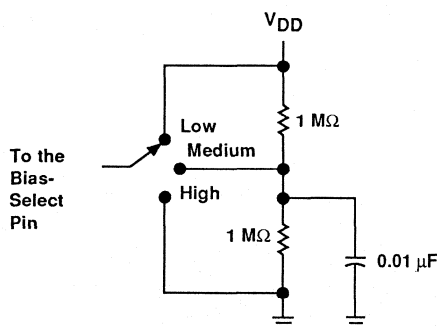 VDD
1 MΩ
Low
Medium
To the
Bias-
Select
Pin
High
1 MΩ
0.01 μF